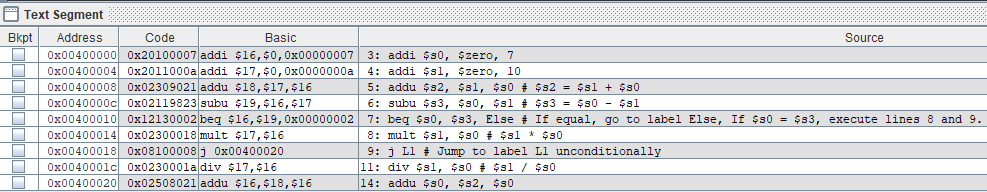 Text Segment
Bkpt Address Code Basic Source
0x00400000 0x20100007 addi $16,$0,0x00000007 3: addi $s0, $zero, 7
0x00400004 0x2011000a addi $17,$0,0x0000000a 4: addi $s1, $zero, 10
0x00400008 0x02309021 addu $18,$17,$16 5: addu $s2, $s1, $s0 # $s2 = $s1 + $s0
0x0040000c 0x02119823 subu $19,$16,$17 6: subu $s3, $s0, $s1 # $s3 = $s0 - $s1
0x00400010 0x12130002 beq $16,$19,0x00000002 7: beq $s0, $s3, Else # If equal, go to label Else, If $s0 = $s3, execute lines 8 and 9.
0x00400014 0x02300018 mult $17,$16 8: mult $s1, $s0 # $s1 * $s0
0x00400018 0x08100008 j 0x00400020 9: j L1 # Jump to label L1 unconditionally
0x0040001c 0x0230001a div $17,$16 11: div $s1, $s0 # $s1 / $s0
0x00400020 0x02508021 addu $16,$18,$16 14: addu $s0, $s2, $s0